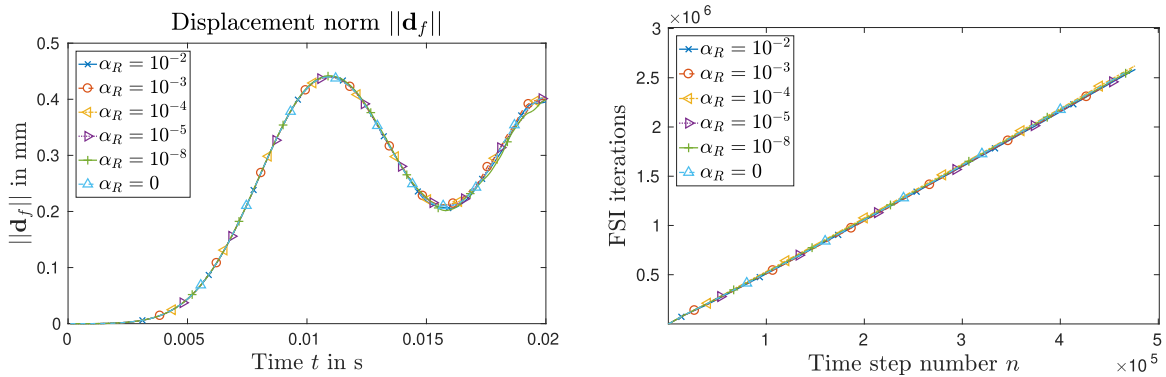 Displacement norm ||d_f||
0.5
0.4
0.3
0.2
0.1
0
||d_f|| in mm
α_R = 10⁻²
α_R = 10⁻³
α_R = 10⁻⁴
α_R = 10⁻⁵
α_R = 10⁻⁸
α_R = 0
0 0.005 0.01 0.015 0.02
Time t in s
×10⁶
3
2.5
2
1.5
1
0.5
FSI iterations
α_R = 10⁻²
α_R = 10⁻³
α_R = 10⁻⁴
α_R = 10⁻⁵
α_R = 10⁻⁸
α_R = 0
1 2 3 4 5
Time step number n
×10⁵